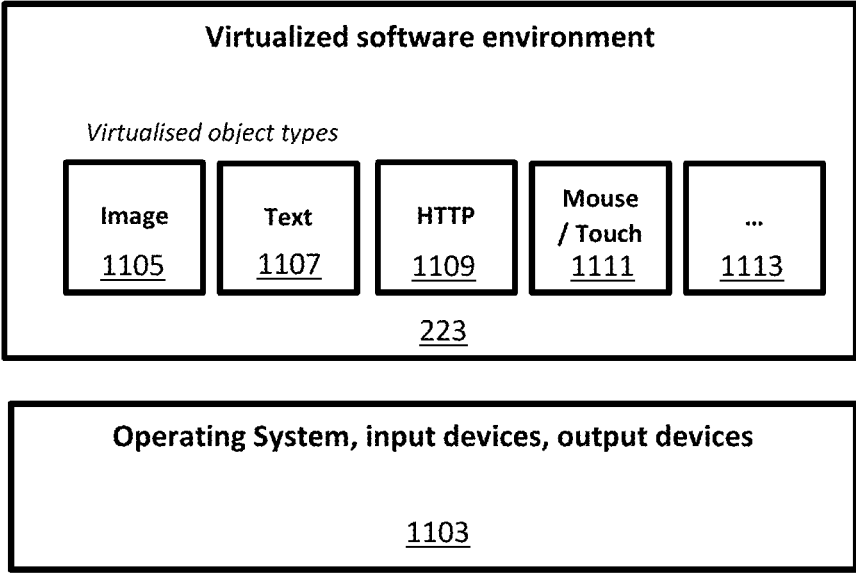 Virtualized software environment
Virtualised object types
Image
1105
Text
1107
HTTP
1109
Mouse
/ Touch
1111
...
1113
223
Operating System, input devices, output devices
1103